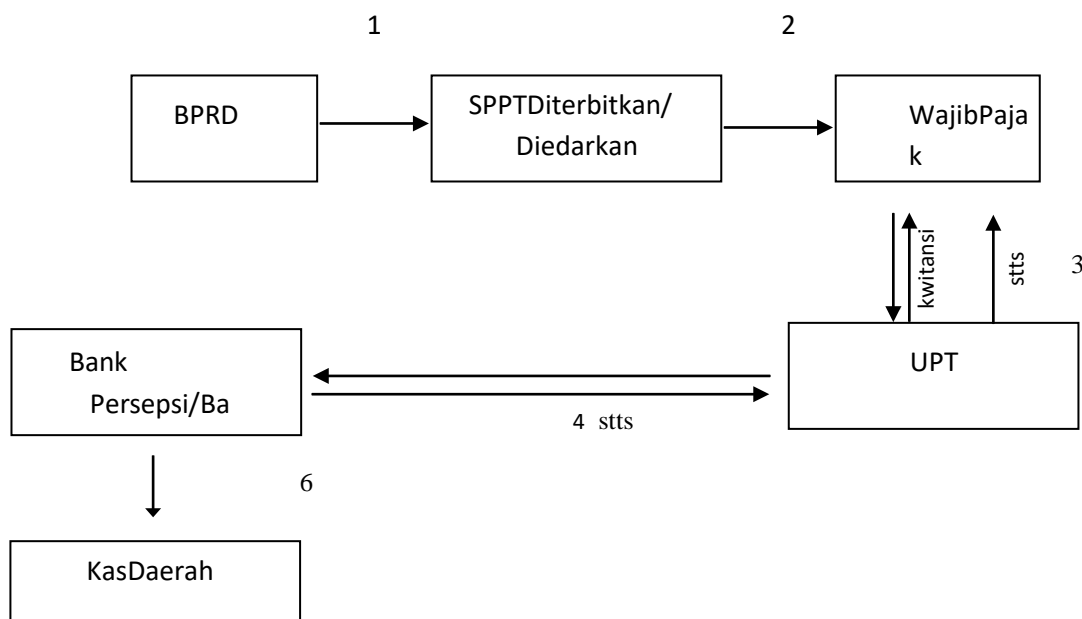 1
2
BPRD
SPPTDiterbitkan/
Diedarkan
WajibPaja
k
kwitansi
stts
3
Bank
Persepsi/Ba
UPT
4 stts
6
KasDaerah